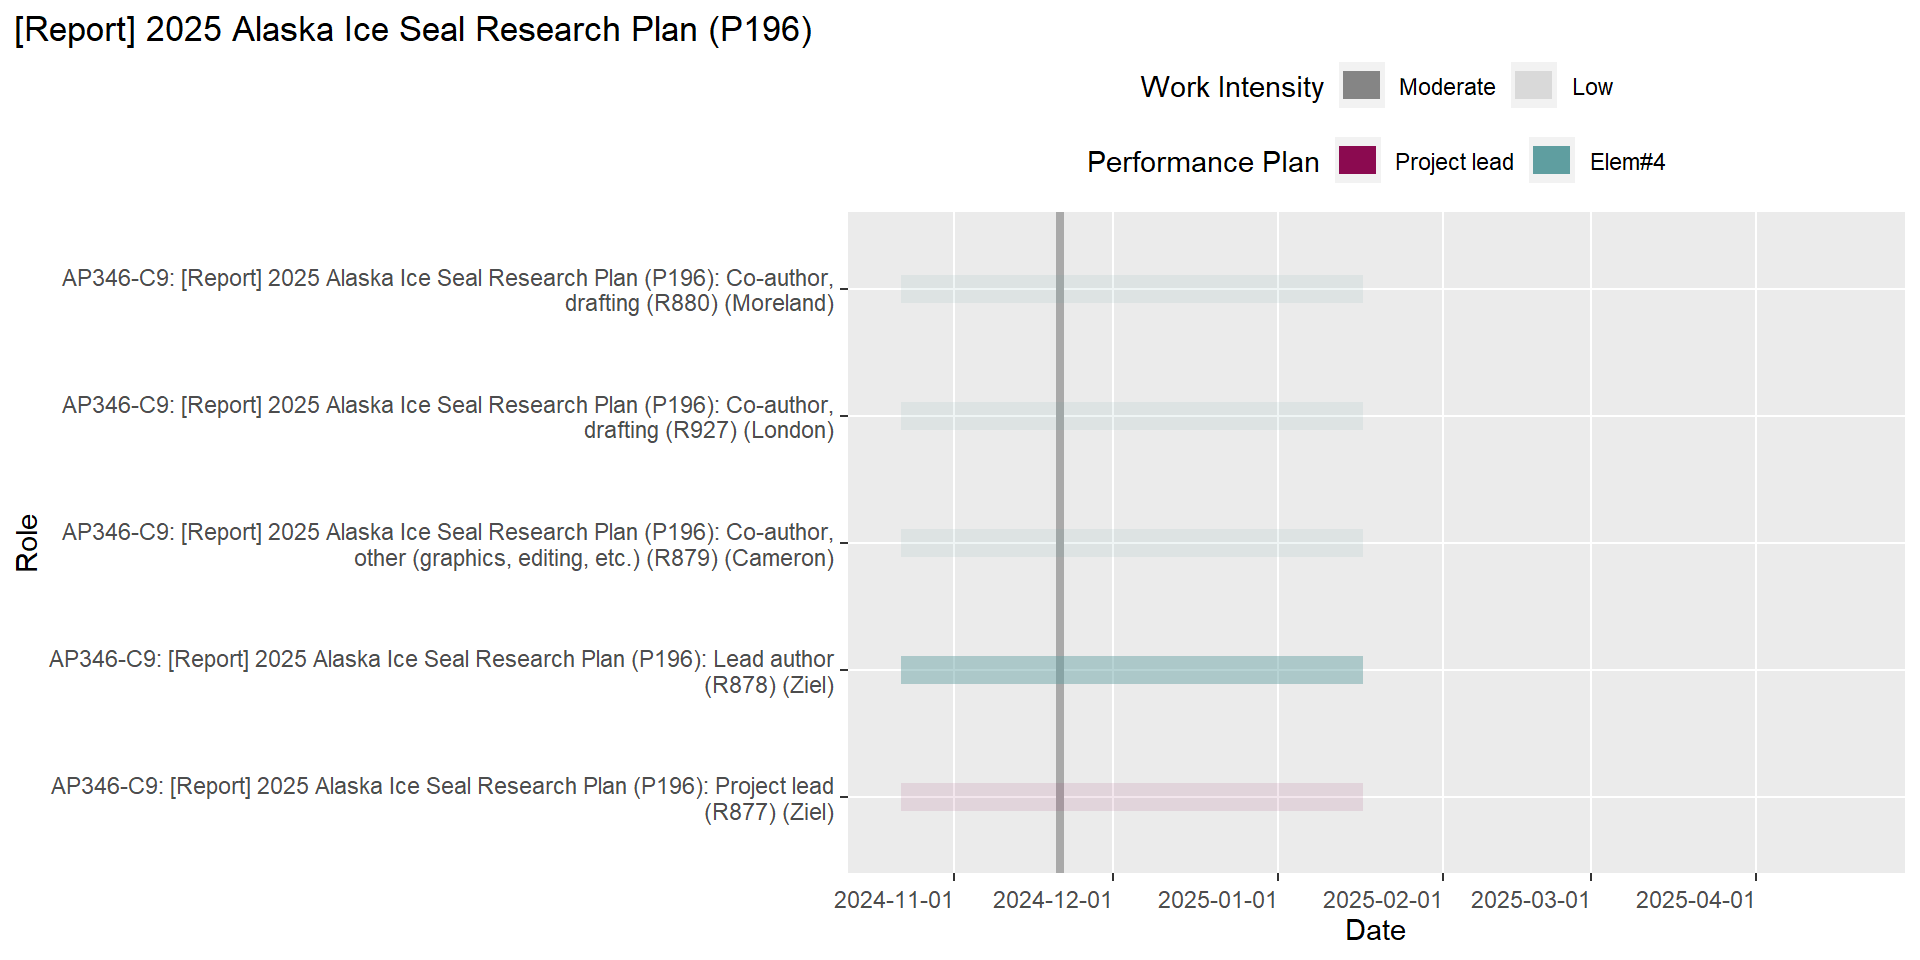 [Report] 2025 Alaska Ice Seal Research Plan (P196)
Work Intensity Moderate Low
Performance Plan Project lead Elem#4
AP346-C9: [Report] 2025 Alaska Ice Seal Research Plan (P196): Co-author,
drafting (R880) (Moreland)
AP346-C9: [Report] 2025 Alaska Ice Seal Research Plan (P196): Co-author,
drafting (R927) (London)
AP346-C9: [Report] 2025 Alaska Ice Seal Research Plan (P196): Co-author,
other (graphics, editing, etc.) (R879) (Cameron)
AP346-C9: [Report] 2025 Alaska Ice Seal Research Plan (P196): Lead author
(R878) (Ziel)
AP346-C9: [Report] 2025 Alaska Ice Seal Research Plan (P196): Project lead
(R877) (Ziel)
Role
2024-11-01 2024-12-01 2025-01-01 2025-02-01 2025-03-01 2025-04-01
Date